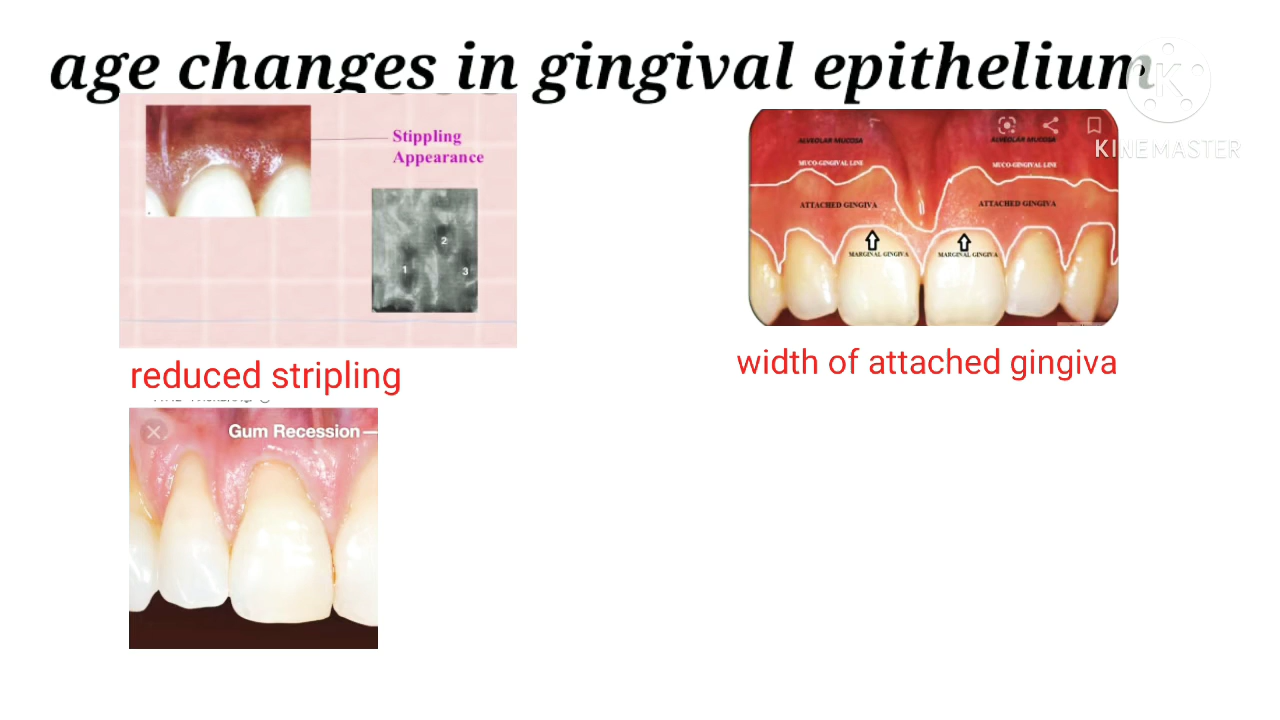 age changes in gingival epithelium
KINEMASTER
Stippling
Appearance
1
2
3
reduced stripling
ALVEOLAR MUCOSA
ALVEOLAR MUCOSA
MUCO-GINGIVAL LINE
MUCO-GINGIVAL LINE
ATTACHED GINGIVA
ATTACHED GINGIVA
MARGINAL GINGIVA
MARGINAL GINGIVA
width of attached gingiva
Gum Recession